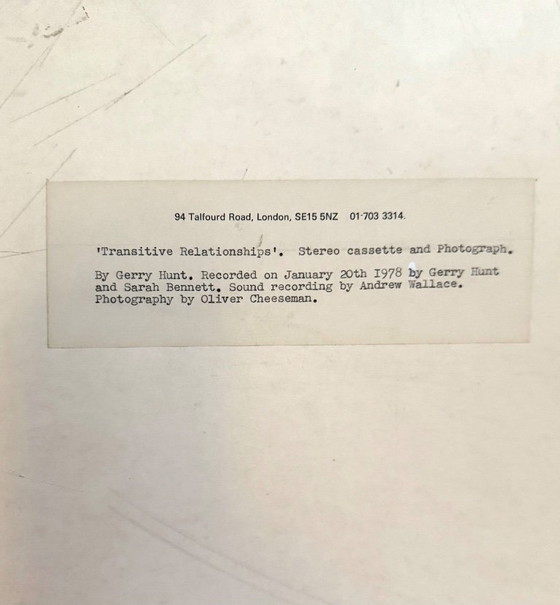 94 Talfourd Road, London, SE15 5NZ 01·703 3314.
'Transitive Relationships'. Stereo cassette and Photograph.
By Gerry Hunt. Recorded on January 20th I978 by Gerry Hunt
and Sarah Bennett. Sound recording by Andrew Wallace.
Photography by Oliver Cheeseman.